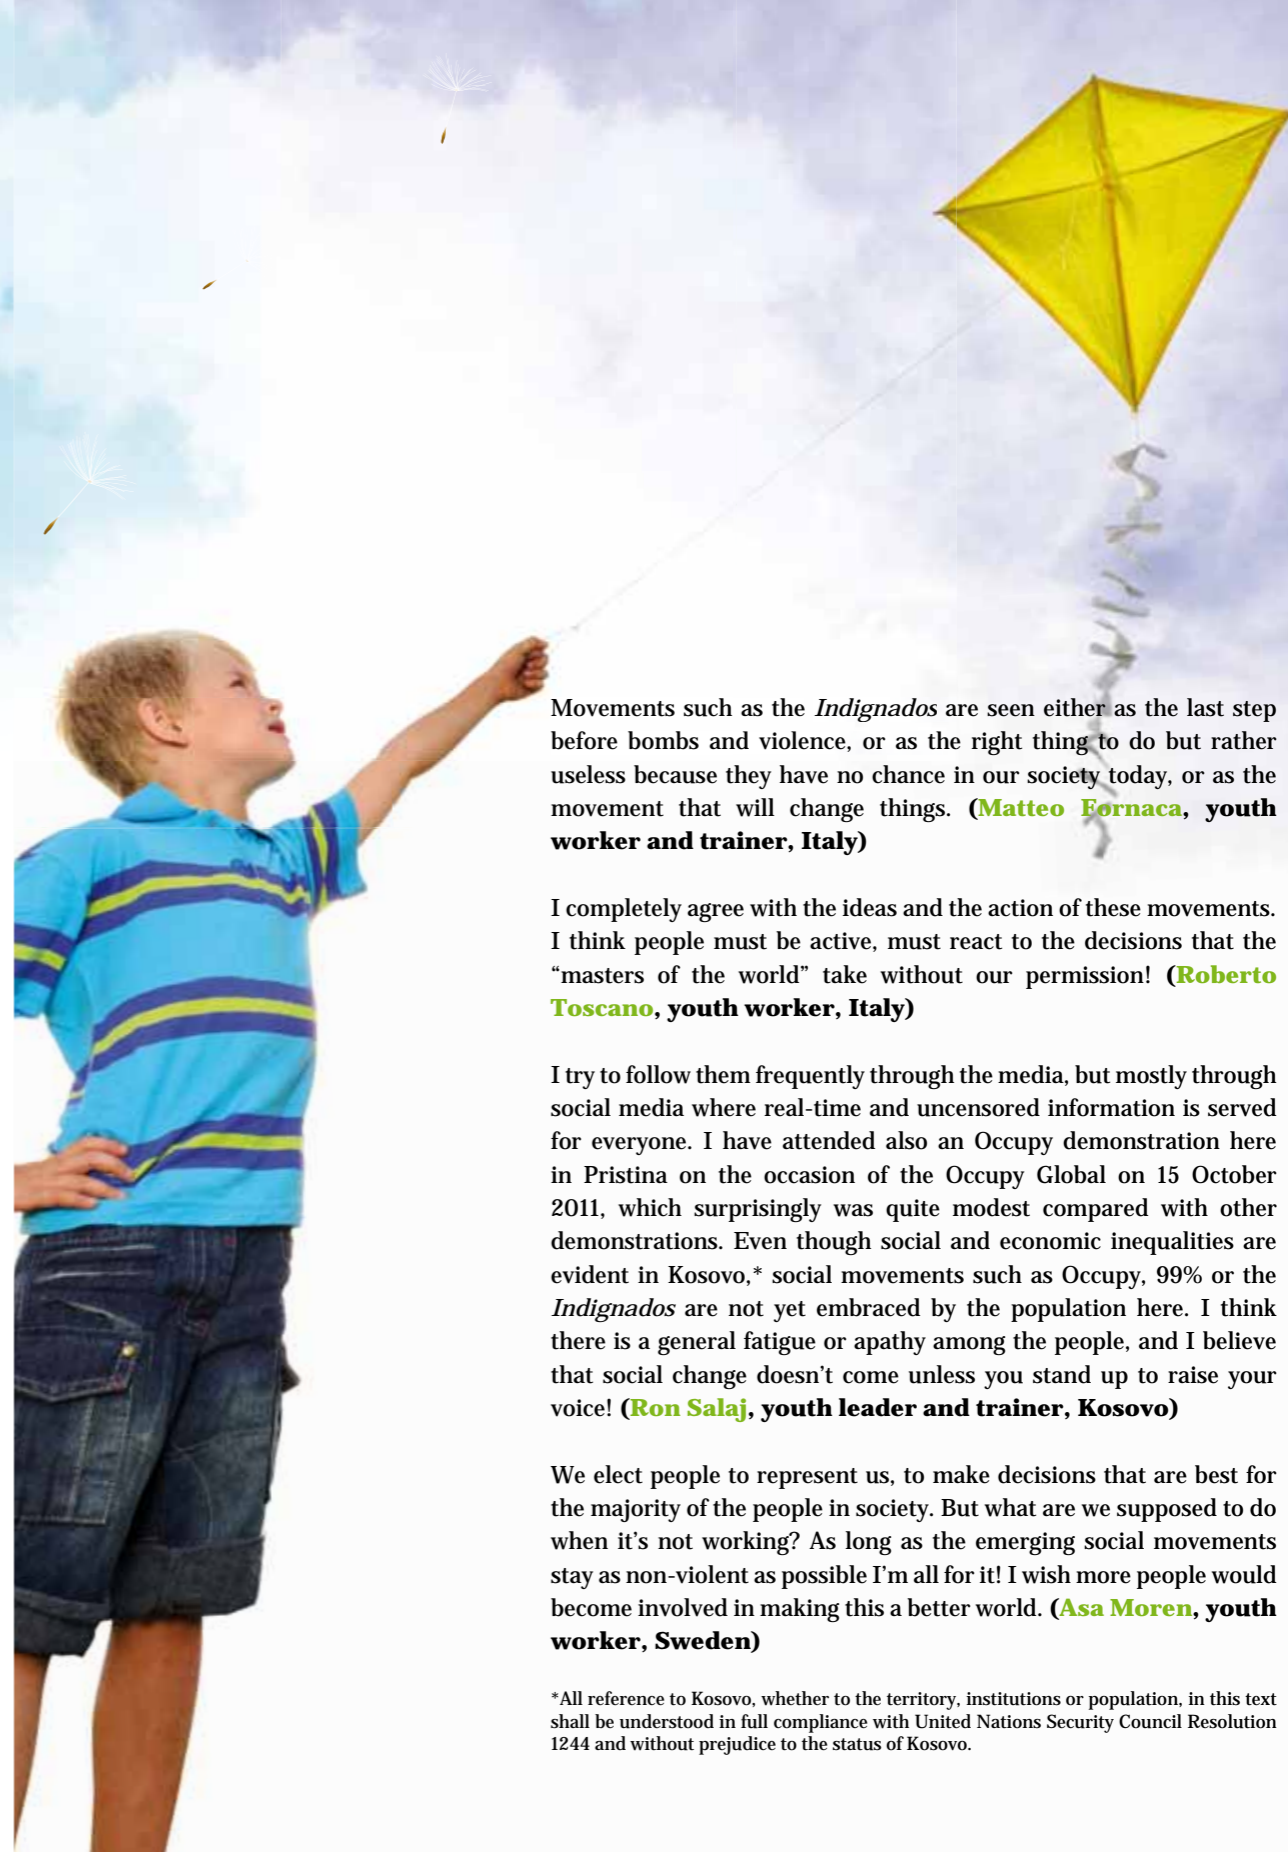 Movements such as the Indignados are seen either as the last step
before bombs and violence, or as the right thing to do but rather
useless because they have no chance in our society today, or as the
movement that will change things. (Matteo Fornaca, youth
worker and trainer, Italy)
I completely agree with the ideas and the action of these movements.
I think people must be active, must react to the decisions that the
“masters of the world” take without our permission! (Roberto
Toscano, youth worker, Italy)
I try to follow them frequently through the media, but mostly through
social media where real-time and uncensored information is served
for everyone. I have attended also an Occupy demonstration here
in Pristina on the occasion of the Occupy Global on 15 October
2011, which surprisingly was quite modest compared with other
demonstrations. Even though social and economic inequalities are
evident in Kosovo,* social movements such as Occupy, 99% or the
Indignados are not yet embraced by the population here. I think
there is a general fatigue or apathy among the people, and I believe
that social change doesn’t come unless you stand up to raise your
voice! (Ron Salaj, youth leader and trainer, Kosovo)
We elect people to represent us, to make decisions that are best for
the majority of the people in society. But what are we supposed to do
when it’s not working? As long as the emerging social movements
stay as non-violent as possible I’m all for it! I wish more people would
become involved in making this a better world. (Asa Moren, youth
worker, Sweden)
*All reference to Kosovo, whether to the territory, institutions or population, in this text
shall be understood in full compliance with United Nations Security Council Resolution
1244 and without prejudice to the status of Kosovo.